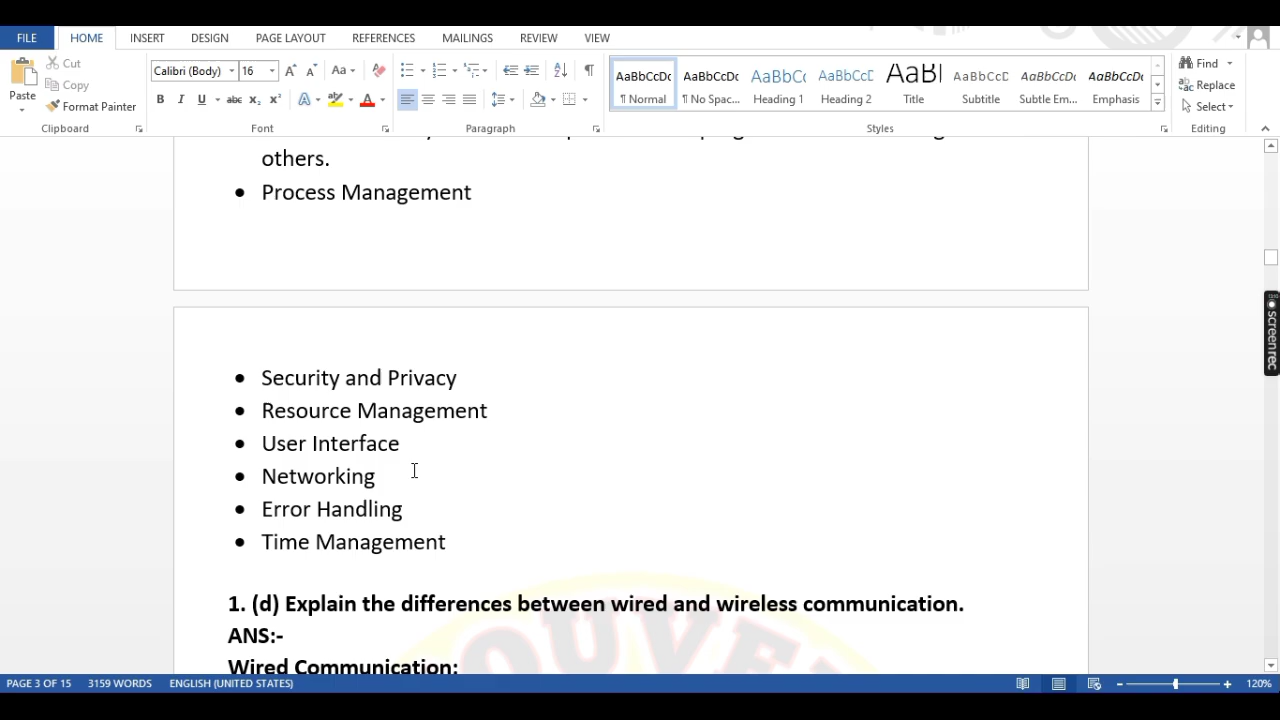 FILE HOME INSERT DESIGN PAGE LAYOUT REFERENCES MAILINGS REVIEW VIEW
Cut
Copy
Paste
Format Painter
Calibri (Body) 16
AaBbCcDc AaBbCcDc AaBbCc AaBbCcE AaBl AaBbCcD AaBbCcDc AaBbCcDc
¶ Normal ¶ No Spac... Heading 1 Heading 2 Title Subtitle Subtle Em... Emphasis
Find
Replace
Select
Clipboard Font Paragraph Styles Editing
others.
• Process Management
• Security and Privacy
• Resource Management
• User Interface
• Networking
• Error Handling
• Time Management
1. (d) Explain the differences between wired and wireless communication.
ANS:-
Wired Communication:
screenrec
PAGE 3 OF 15 3159 WORDS ENGLISH (UNITED STATES) 120%